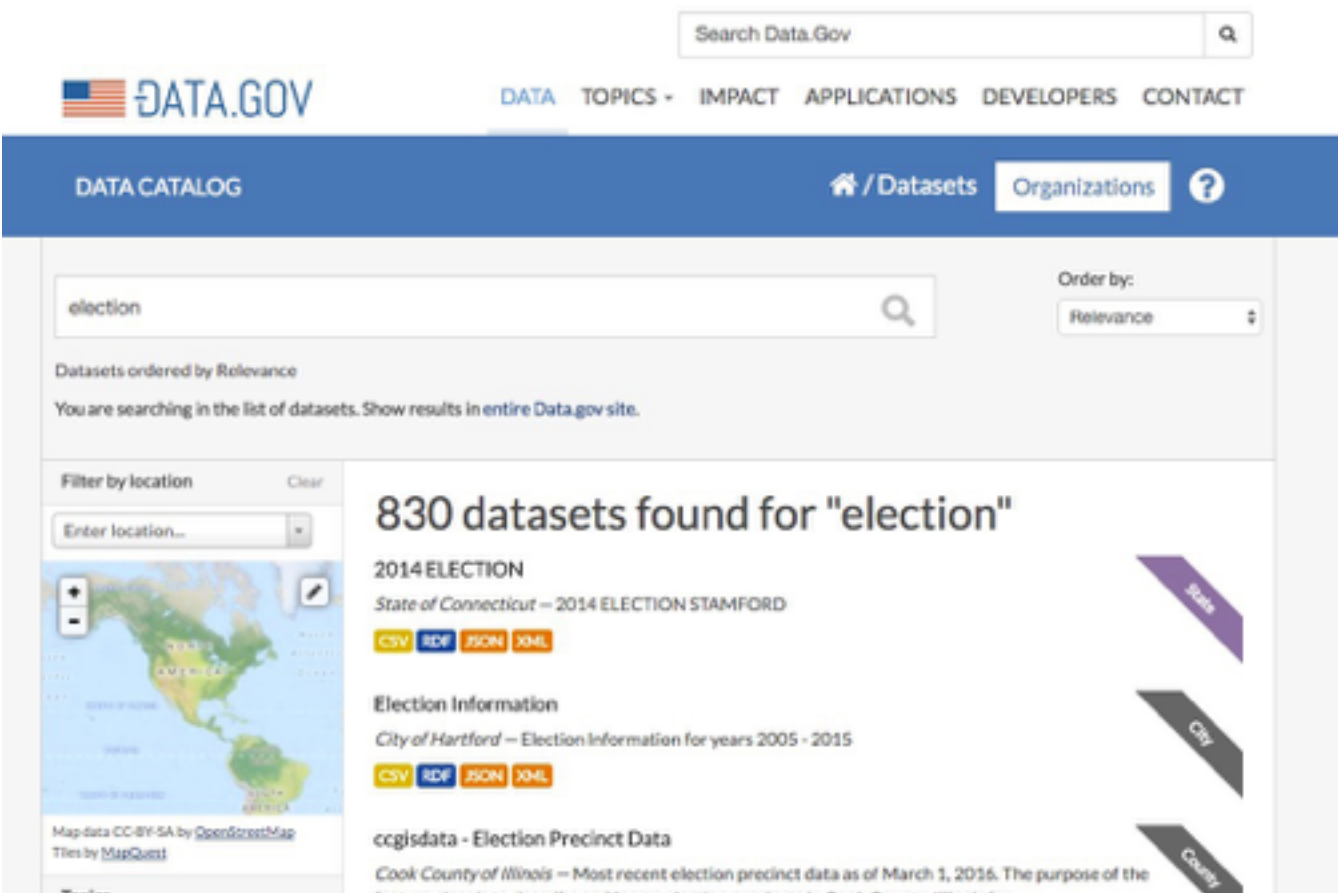 Search Data.Gov
DATA.GOV
DATA TOPICS IMPACT APPLICATIONS DEVELOPERS CONTACT
DATA CATALOG
/ Datasets Organizations ?
election
Order by:
Relevance
Datasets ordered by Relevance
You are searching in the list of datasets. Show results in entire Data.gov site.
Filter by location Clear
Enter location...
+
-
NORTH
AMERICA
SOUTH
AMERICA
Map data CC-BY-SA by OpenStreetMap
Tiles by MapQuest
Topics
830 datasets found for "election"
2014 ELECTION
State of Connecticut — 2014 ELECTION STAMFORD
State
CSV RDF JSON XML
Election Information
City of Hartford — Election Information for years 2005 - 2015
City
CSV RDF JSON XML
ccgisdata - Election Precinct Data
Cook County of Illinois — Most recent election precinct data as of March 1, 2016. The purpose of the
County